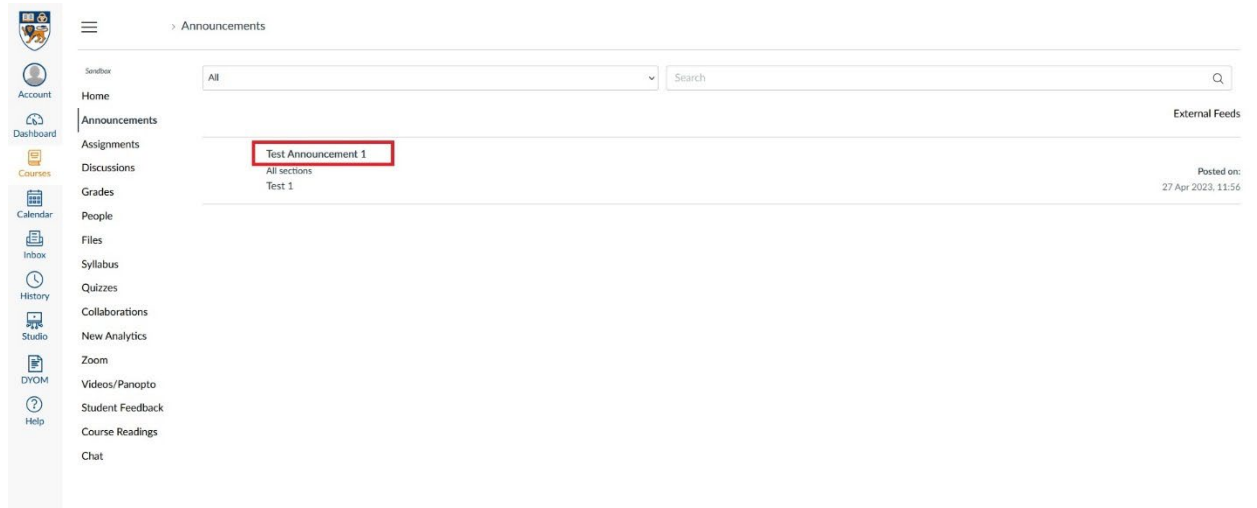 > Announcements
Account
Dashboard
Courses
Calendar
Inbox
History
Studio
DYOM
Help
Sandbox
Home
Announcements
Assignments
Discussions
Grades
People
Files
Syllabus
Quizzes
Collaborations
New Analytics
Zoom
Videos/Panopto
Student Feedback
Course Readings
Chat
All
Search
External Feeds
Test Announcement 1
All sections
Posted on:
Test 1
27 Apr 2023, 11:56